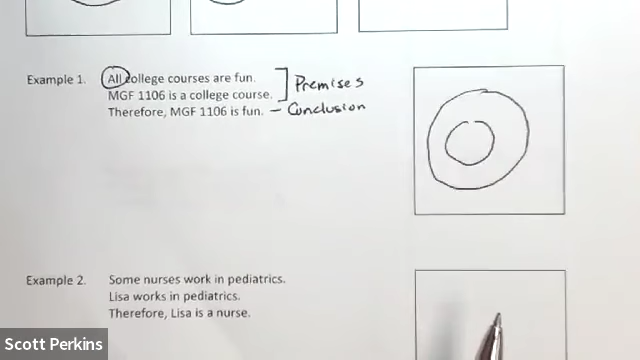 Example 1. All college courses are fun.
MGF 1106 is a college course.
Premises
Therefore, MGF 1106 is fun. – Conclusion
Example 2. Some nurses work in pediatrics.
Lisa works in pediatrics.
Therefore, Lisa is a nurse.
Scott Perkins